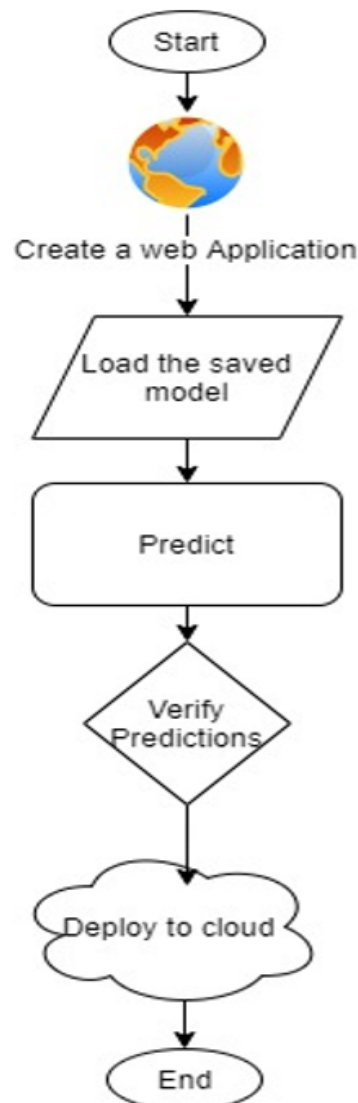 Start
Create a web Application
Load the saved
model
Predict
Verify
Predictions
Deploy to cloud
End